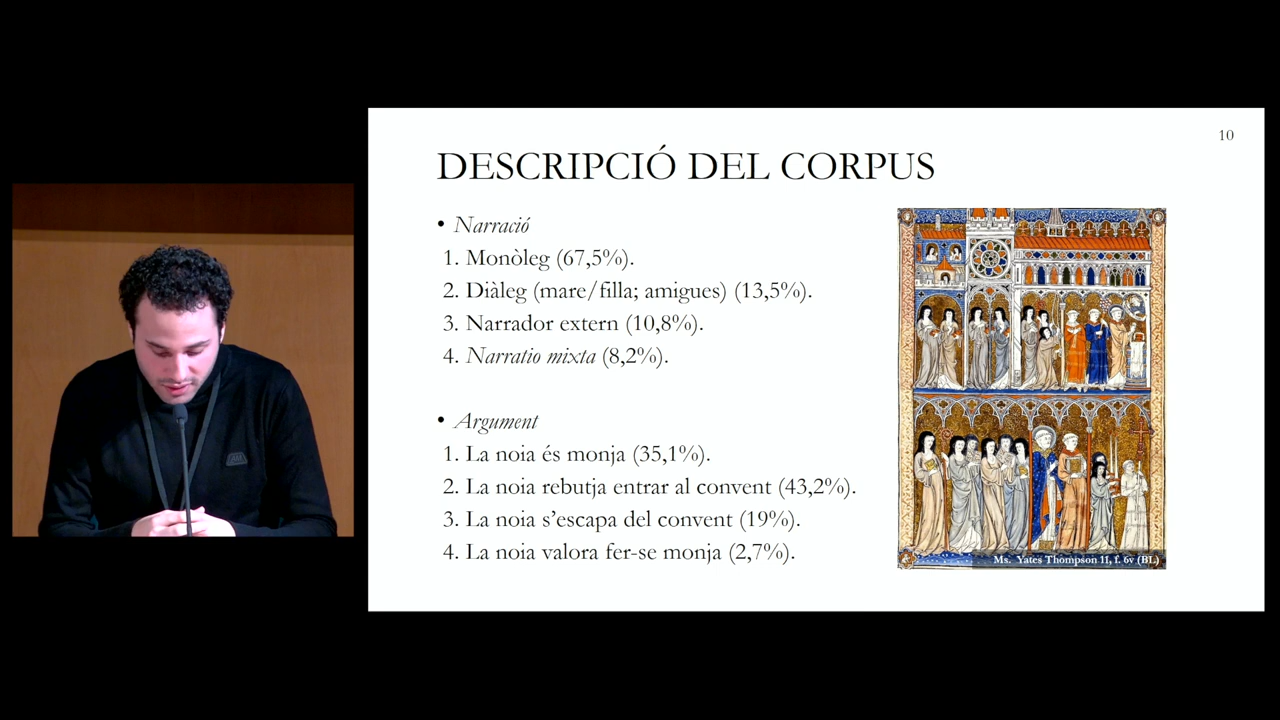 10
DESCRIPCIÓ DEL CORPUS
• Narració
1. Monòleg (67,5%).
2. Diàleg (mare/filla; amigues) (13,5%).
3. Narrador extern (10,8%).
4. Narratio mixta (8,2%).
• Argument
1. La noia és monja (35,1%).
2. La noia rebutja entrar al convent (43,2%).
3. La noia s’escapa del convent (19%).
4. La noia valora fer-se monja (2,7%).
Ms. Yates Thompson 11, f. 6v (BL)